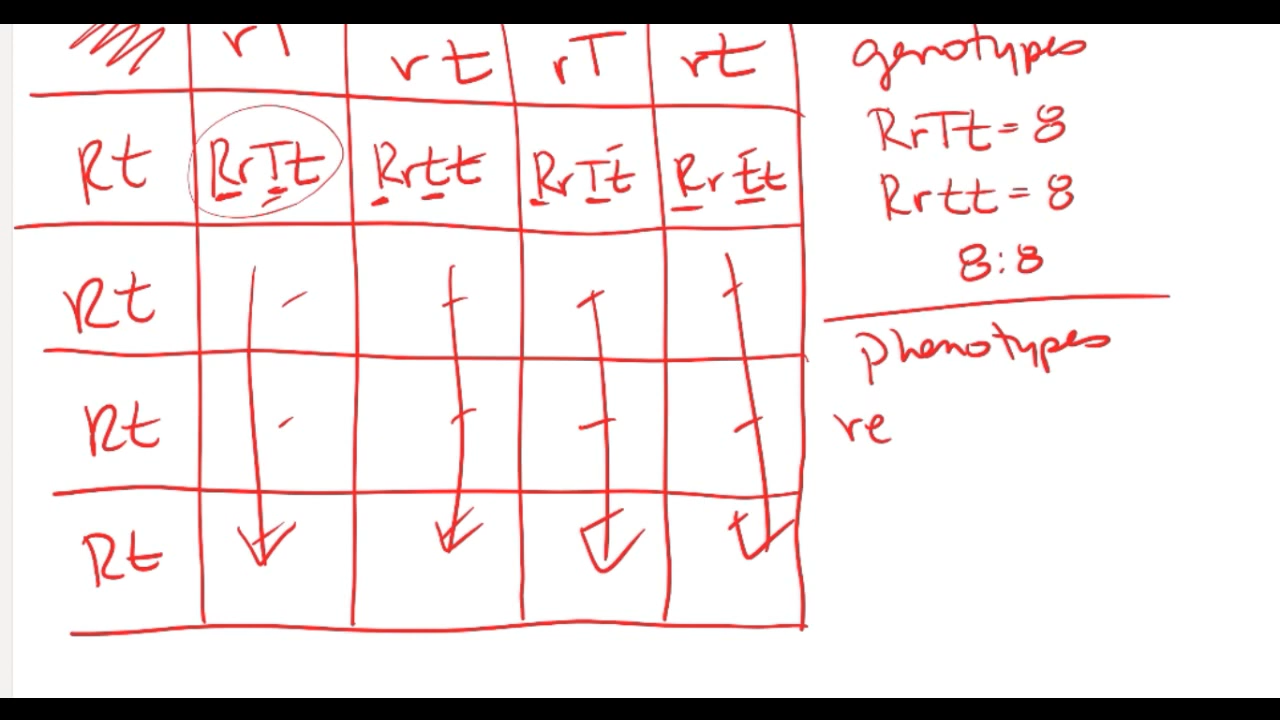 rT rt rT rt
Rt RrTt Rrtt RrTt Rrtt
Rt
Rt
Rt
genotypes
RrTt = 8
Rrtt = 8
8:8
phenotypes
re